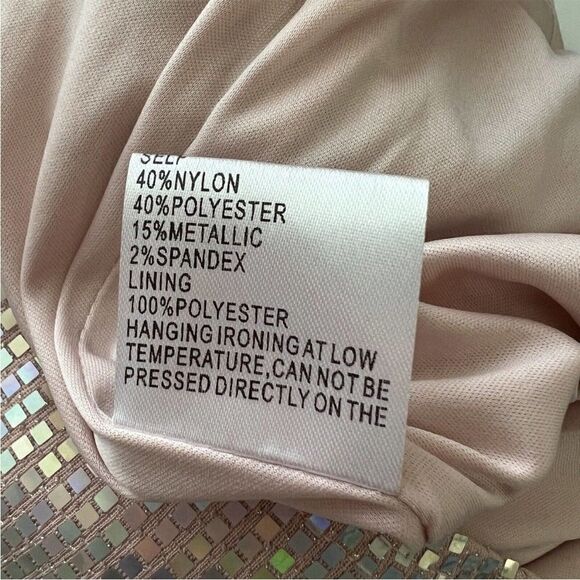 SELF
40%NYLON
40%POLYESTER
15%METALLIC
2%SPANDEX
LINING
100%POLYESTER
HANGING IRONING AT LOW
TEMPERATURE,CAN NOT BE
PRESSED DIRECTLY ON THE